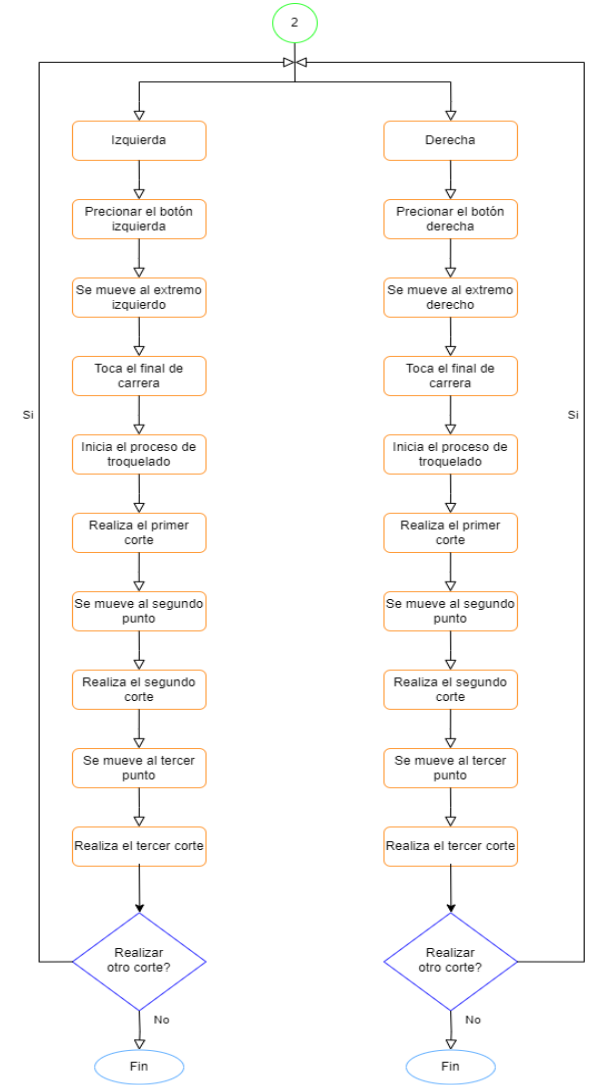 2
Izquierda
Precionar el botón
izquierda
Se mueve al extremo
izquierdo
Toca el final de
carrera
Si
Inicia el proceso de
troquelado
Realiza el primer
corte
Se mueve al segundo
punto
Realiza el segundo
corte
Se mueve al tercer
punto
Realiza el tercer corte
Realizar
otro corte?
No
Fin
Derecha
Precionar el botón
derecha
Se mueve al extremo
derecho
Toca el final de
carrera
Si
Inicia el proceso de
troquelado
Realiza el primer
corte
Se mueve al segundo
punto
Realiza el segundo
corte
Se mueve al tercer
punto
Realiza el tercer corte
Realizar
otro corte?
No
Fin